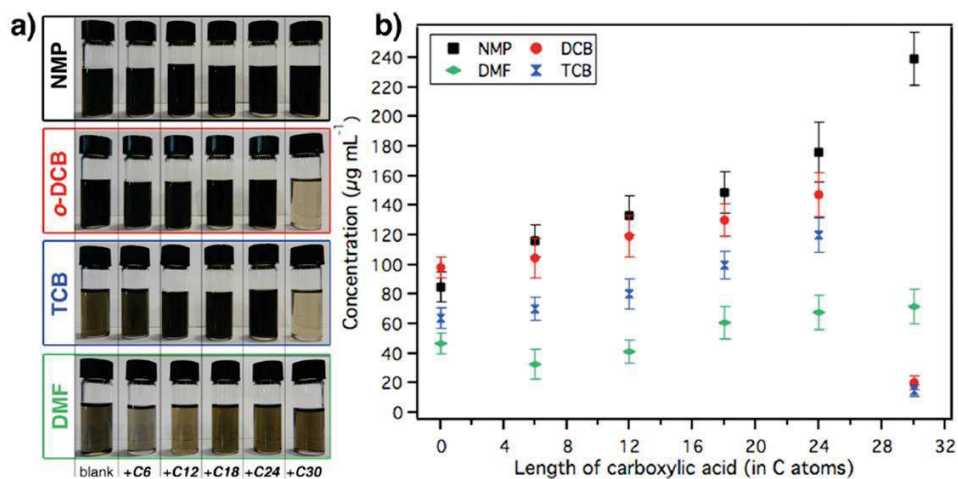 a)
NMP
o-DCB
TCB
DMF
blank +C6 +C12 +C18 +C24 +C30
b)
Concentration (µg mL⁻¹)
NMP DCB
DMF TCB
240
220
200
180
160
140
120
100
80
60
40
20
0
0 4 8 12 16 20 24 28 32
Length of carboxylic acid (in C atoms)